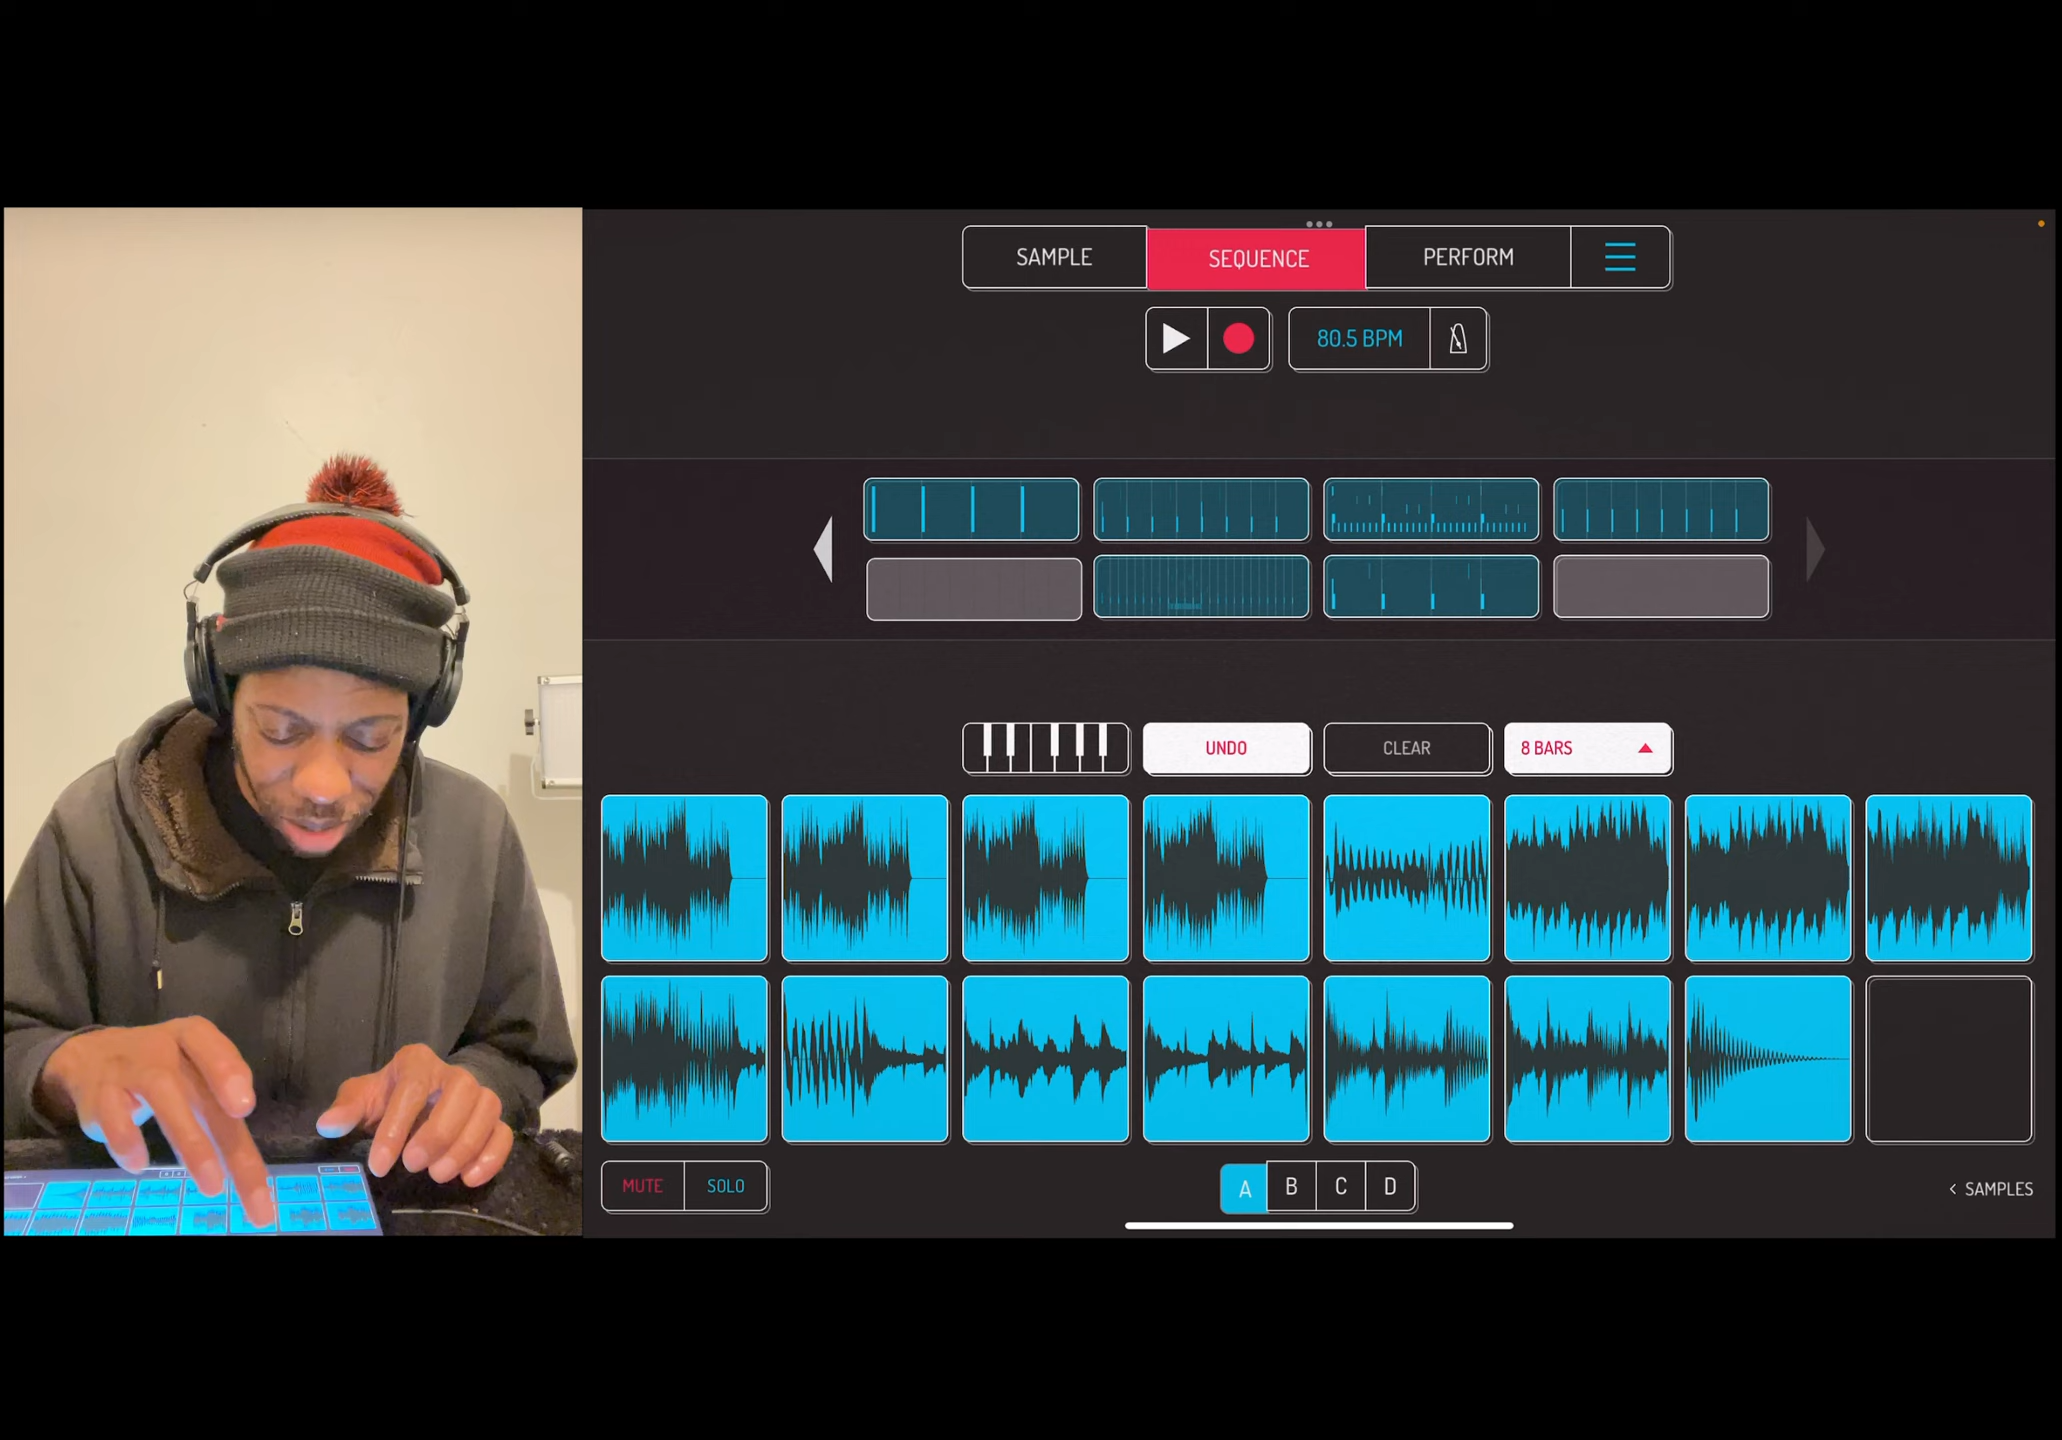 SAMPLE SEQUENCE PERFORM
80.5 BPM
UNDO CLEAR 8 BARS
MUTE SOLO A B C D < SAMPLES